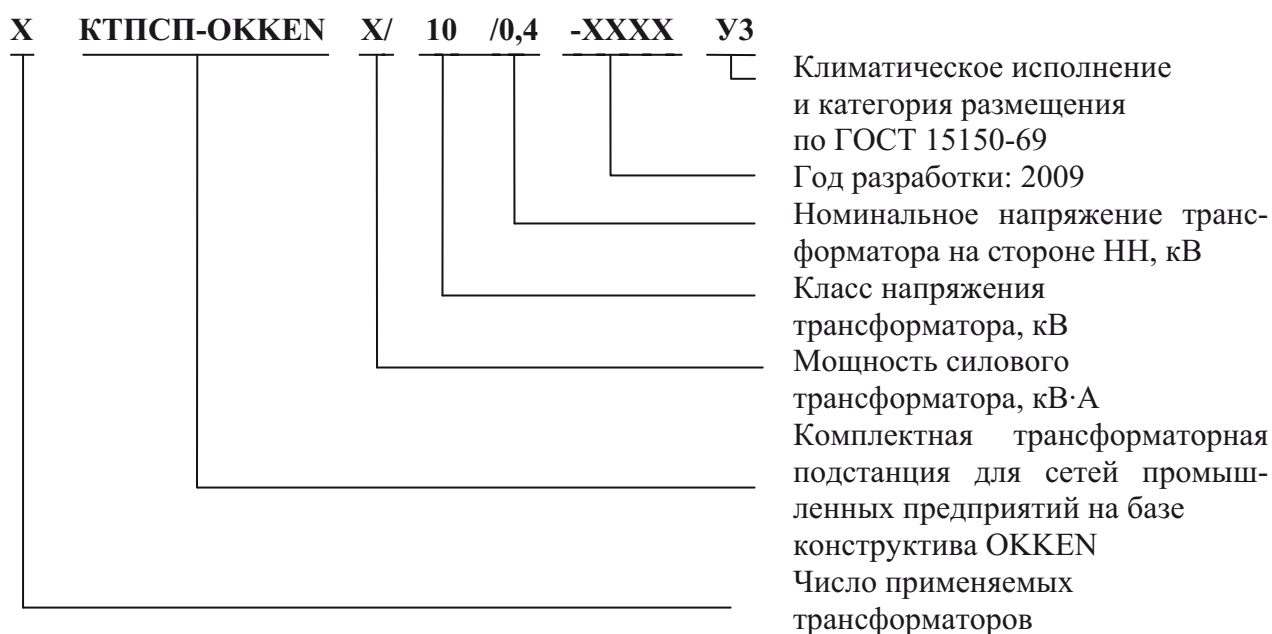 Х КТПСП-OKKEN Х/ 10 /0,4 -ХХХХ У3
Климатическое исполнение
и категория размещения
по ГОСТ 15150-69
Год разработки: 2009
Номинальное напряжение транс-
форматора на стороне НН, кВ
Класс напряжения
трансформатора, кВ
Мощность силового
трансформатора, кВ·А
Комплектная трансформаторная
подстанция для сетей промыш-
ленных предприятий на базе
конструктива OKKEN
Число применяемых
трансформаторов